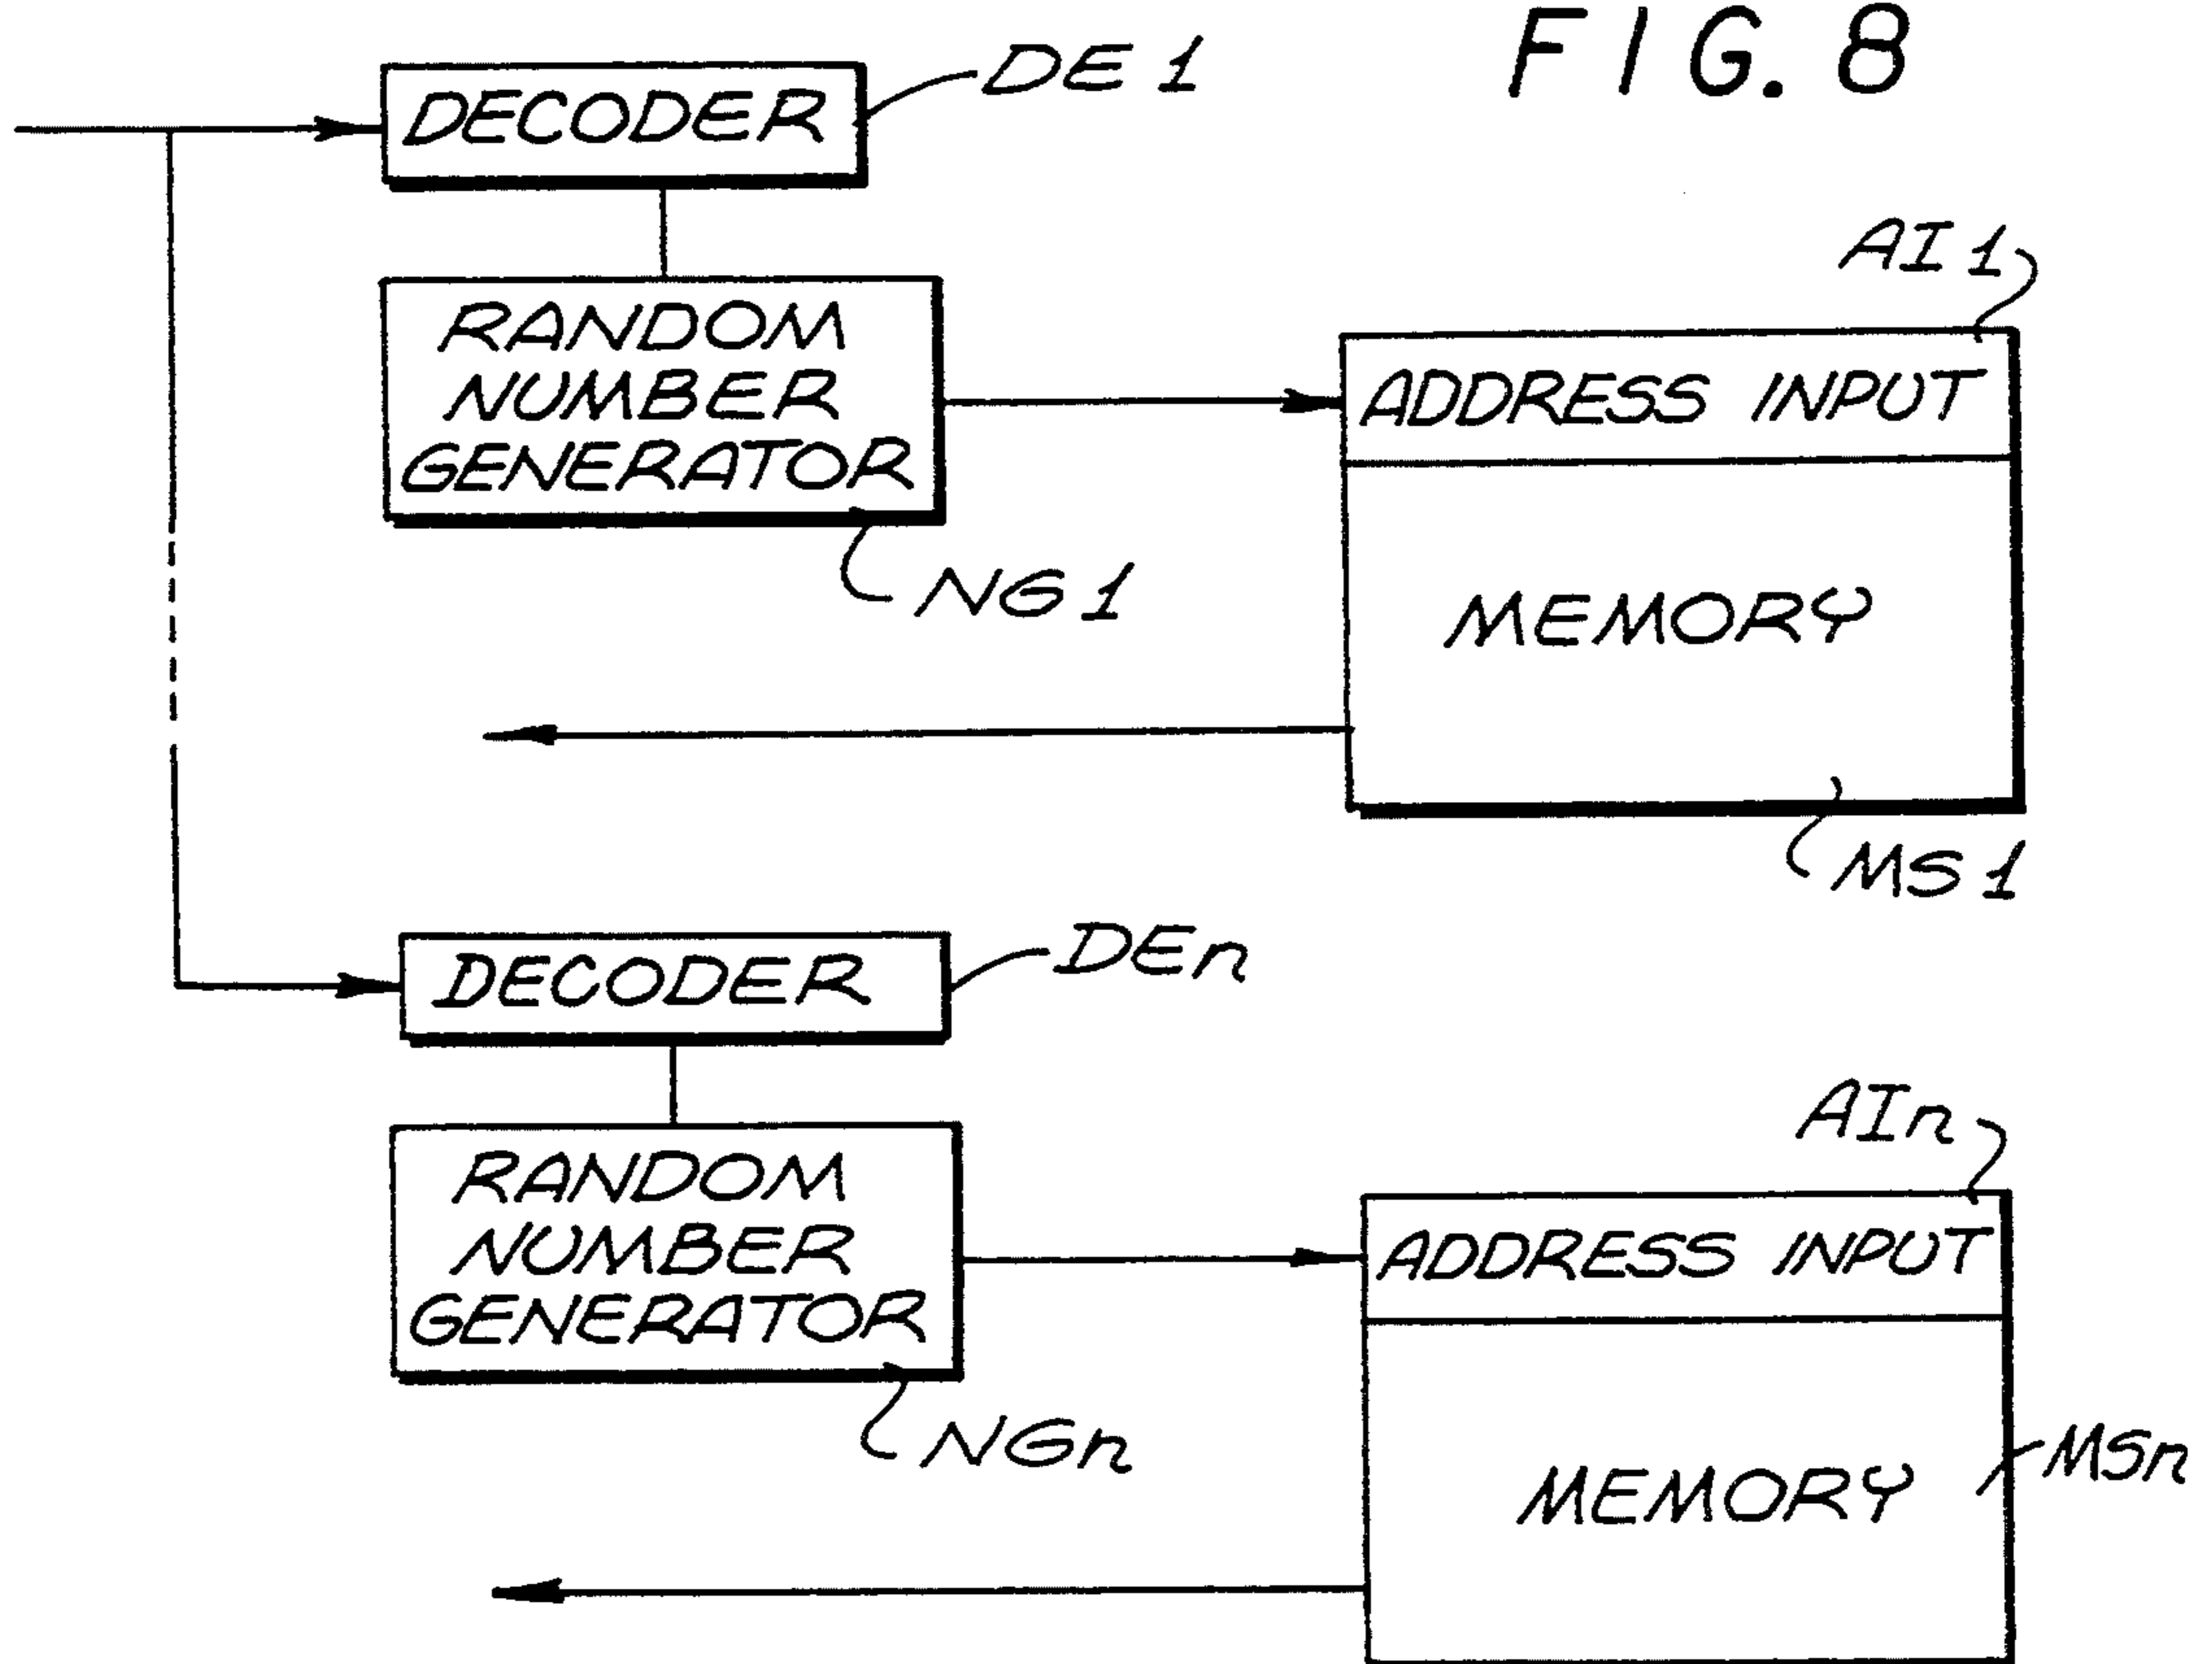 FIG. 8
DECODER
DE 1
RANDOM
NUMBER
GENERATOR
NG 1
AI 1
ADDRESS INPUT
MEMORY
MS 1
DECODER
DEn
RANDOM
NUMBER
GENERATOR
NGn
AIn
ADDRESS INPUT
MEMORY
MSn